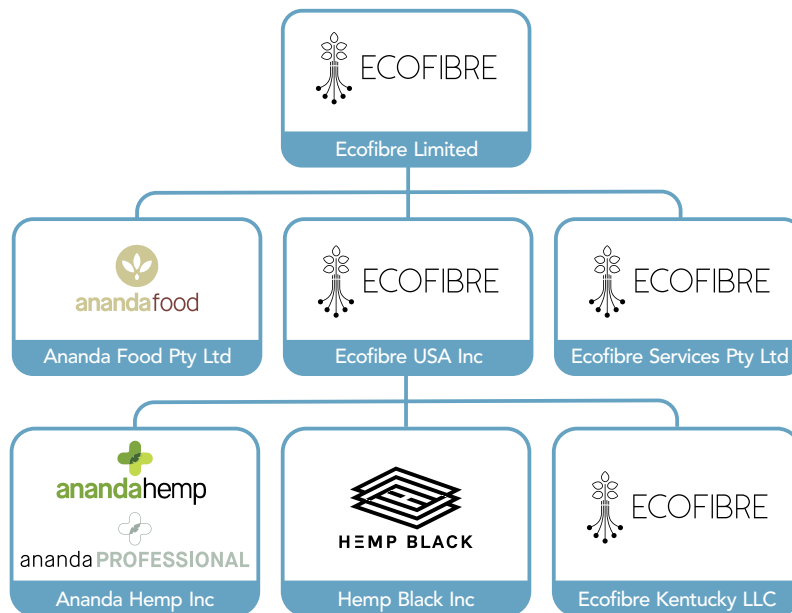 ECOFIBRE
Ecofibre Limited
anandafood
Ananda Food Pty Ltd
ECOFIBRE
Ecofibre USA Inc
ECOFIBRE
Ecofibre Services Pty Ltd
anandahemp
ananda PROFESSIONAL
Ananda Hemp Inc
HEMP BLACK
Hemp Black Inc
ECOFIBRE
Ecofibre Kentucky LLC